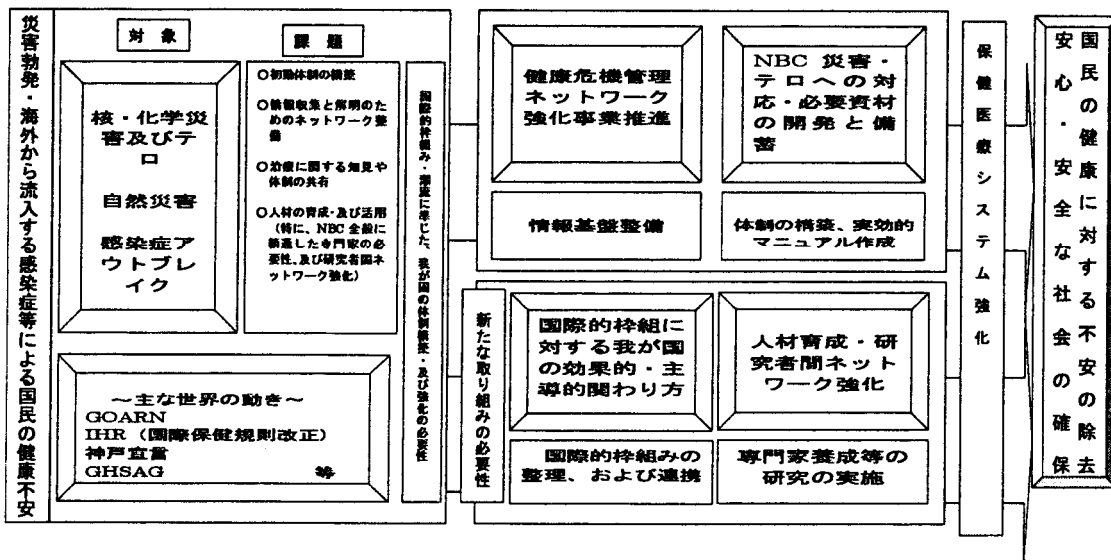 災害勃発・海外から流入する感染症等による国民の健康不安
対象
核・化学災
害及びテ
ロ
自然災害
感染症ア
ウトブレ
イク
課題
○初動体制の構築
○情報収集と解明のた
めのネットワーク整
備
○治療に関する知見や
体制の共有
○人材の育成・及び活用
(特に、NBC 全般に
精通した専門家の必
要性、及び研究者間ネ
ットワーク強化)
~主な世界の動き~
GOARN
IHR(国際保健規則改正)
神戸宣言
GHSAG 等
国際的枠組み・潮流に準じた、我が国の体制構築・及び強化の必要性
健康危機管理
ネットワーク
強化事業推進
情報基盤整備
NBC 災害・
テロへの対
応・必要資材
の開発と備
蓄
体制の構築、実効的
マニュアル作成
新たな取り組みの必要性
国際的枠組に
対する我が国
の効果的・主
導的関わり方
国際的枠組みの
整理、および連携
人材育成・研
究者間ネット
ワーク強化
専門家養成等の
研究の実施
保健医療システム強化
国民の健康に対する不安の除去
安心・安全な社会の確保